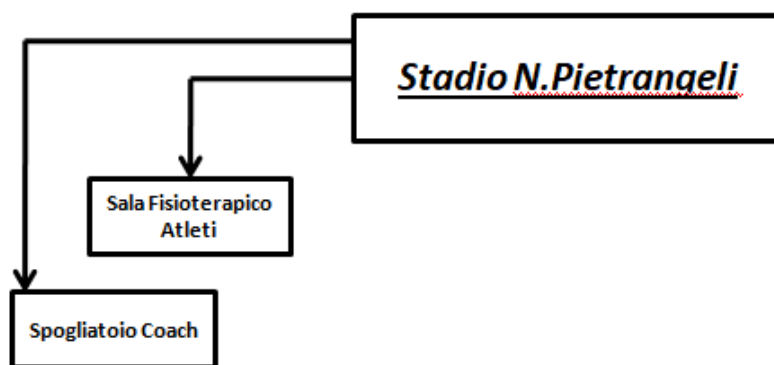 Stadio N.Pietrangeli
Sala Fisioterapico
Atleti
Spogliatoio Coach